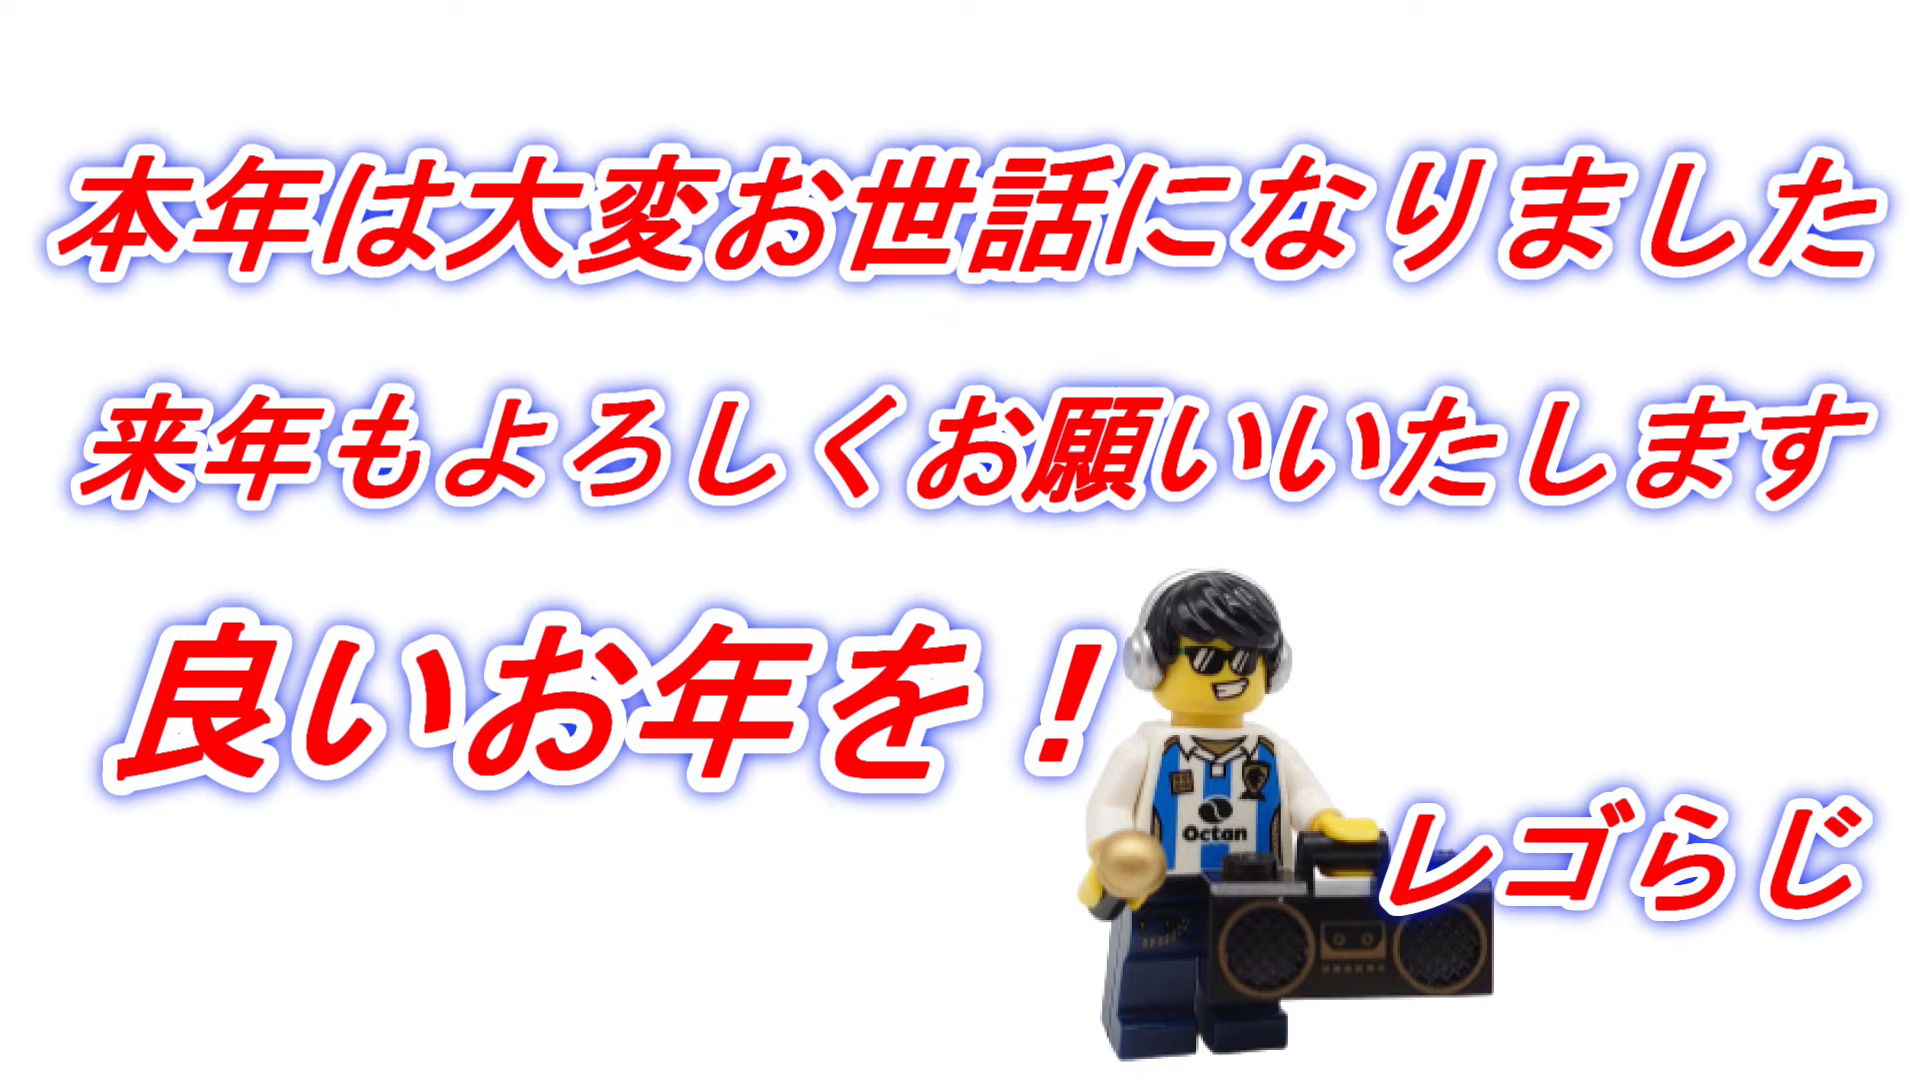 本年は大変お世話になりました
来年もよろしくお願いいたします
良いお年を！
Octan
レゴらじ